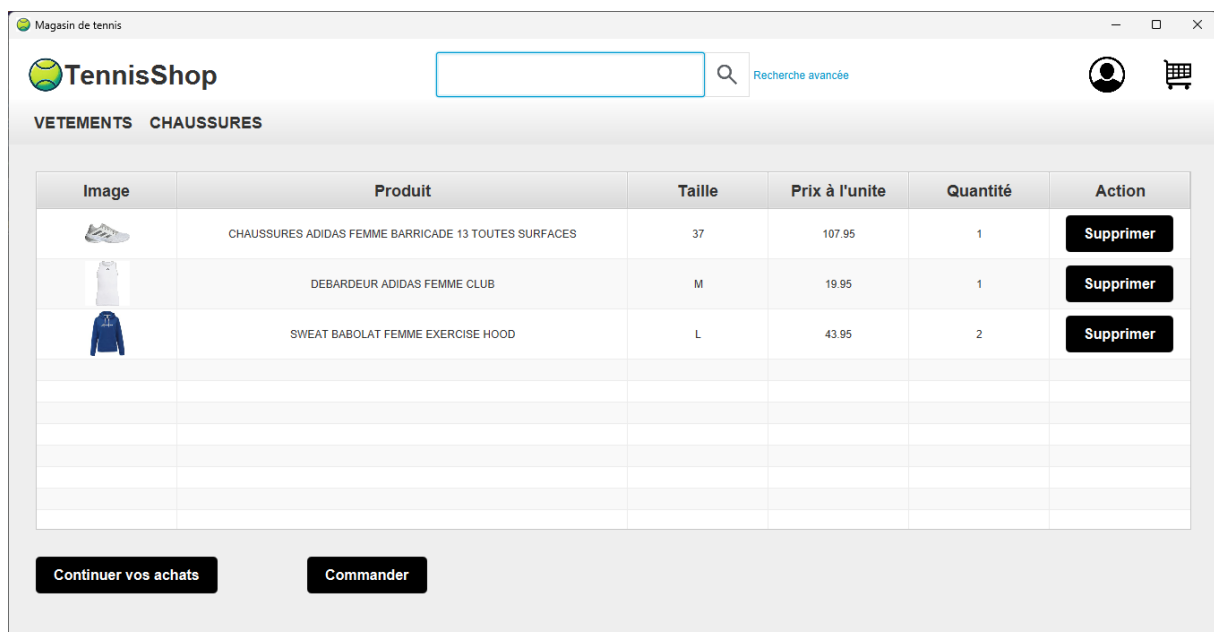 Magasin de tennis
TennisShop
Recherche avancée
VETEMENTS CHAUSSURES
Image Produit Taille Prix à l'unite Quantité Action
CHAUSSURES ADIDAS FEMME BARRICADE 13 TOUTES SURFACES 37 107.95 1 Supprimer
DEBARDEUR ADIDAS FEMME CLUB M 19.95 1 Supprimer
SWEAT BABOLAT FEMME EXERCISE HOOD L 43.95 2 Supprimer
Continuer vos achats Commander